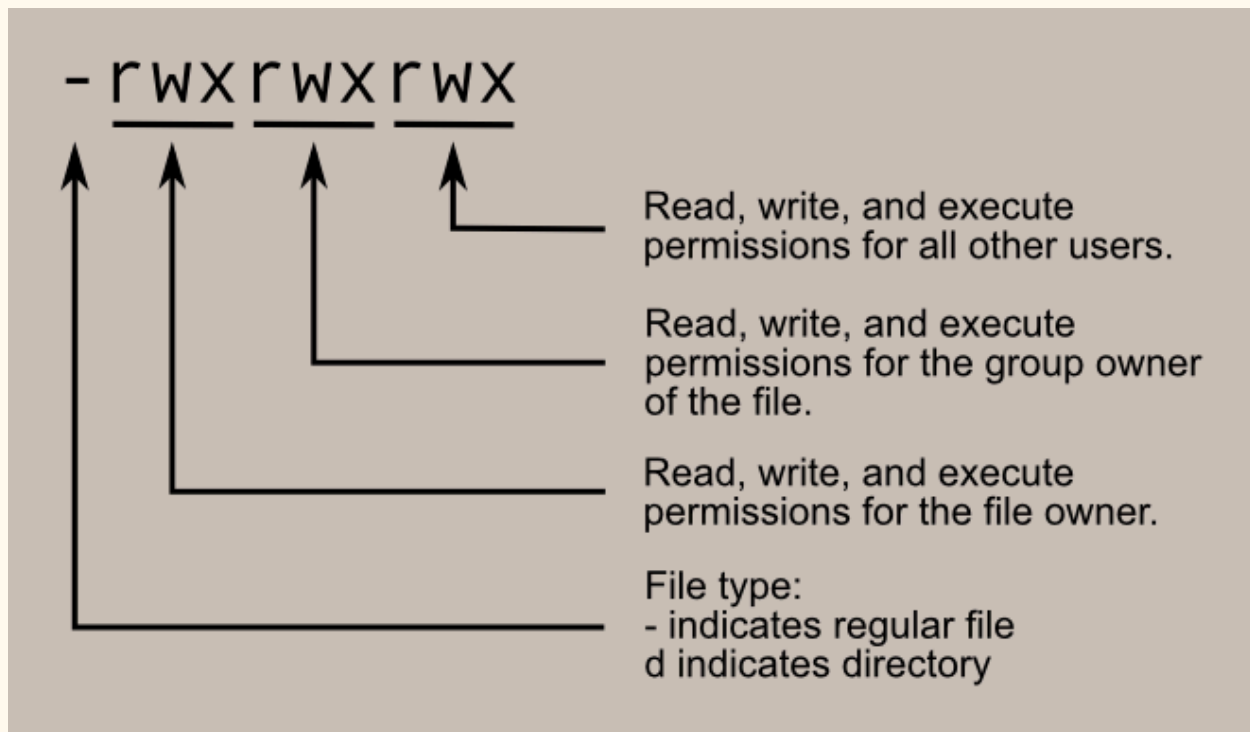 -rwxrwxrwx
Read, write, and execute
permissions for all other users.
Read, write, and execute
permissions for the group owner
of the file.
Read, write, and execute
permissions for the file owner.
File type:
- indicates regular file
d indicates directory